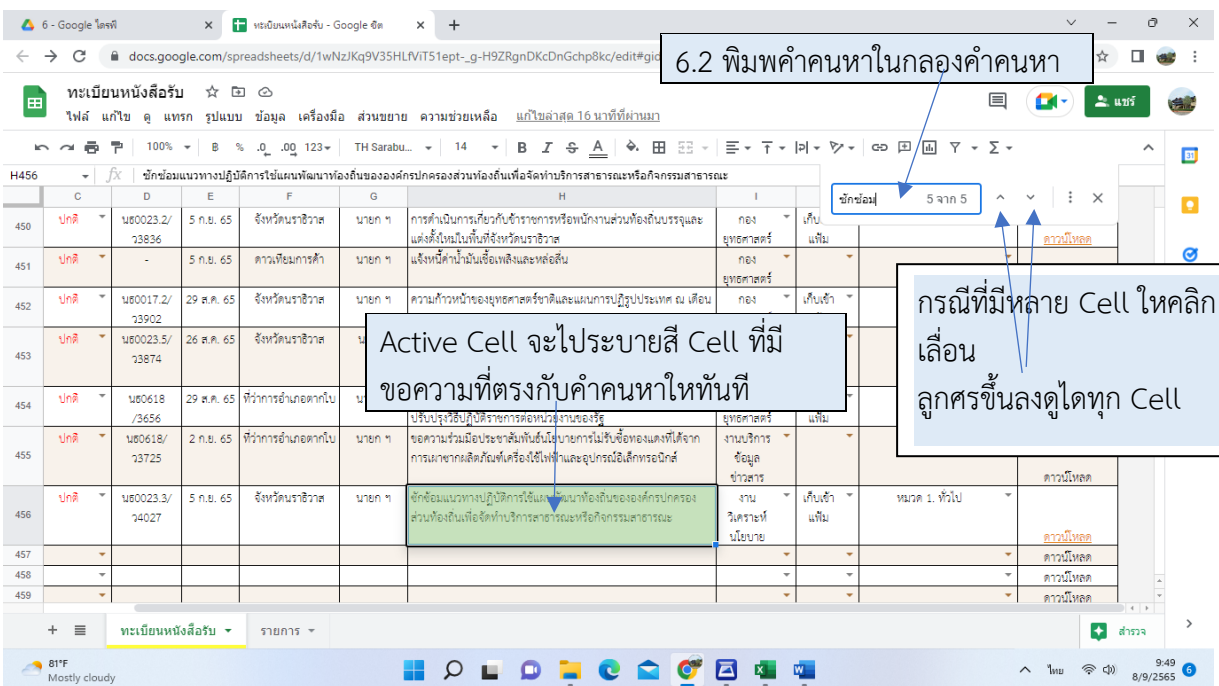 6 - Google ไดรฟ์
ทะเบียนหนังสือรับ - Google ชีต
docs.google.com/spreadsheets/d/1wNzJKq9V35HLfViT51ept-_g-H9ZRgnDKcDnGchp8kc/edit#gid
6.2 พิมพคําคนหาในกลองคําคนหา
ทะเบียนหนังสือรับ
ไฟล์ แก้ไข ดู แทรก รูปแบบ ข้อมูล เครื่องมือ ส่วนขยาย ความช่วยเหลือ แก้ไขล่าสุด 16 นาทีที่ผ่านมา
แชร์
100% ฿ % .0 .00 123 TH Sarabu... 14 B I S A
H456 fx ซักซ้อมแนวทางปฏิบัติการใช้แผนพัฒนาท้องถิ่นขององค์กรปกครองส่วนท้องถิ่นเพื่อจัดทำบริการสาธารณะหรือกิจกรรมสาธารณะ
ซักซ้อม 5 จาก 5
C D E F G H I
450 ปกติ นธ0023.2/ 5 ก.ย. 65 จังหวัดนราธิวาส นายก ฯ การดำเนินการเกี่ยวกับข้าราชการหรือพนักงานส่วนท้องถิ่นบรรจุและ กอง
ว3836 แต่งตั้งใหม่ในพื้นที่จังหวัดนราธิวาส ยุทธศาสตร์ แฟ้ม ดาวน์โหลด
451 ปกติ - 5 ก.ย. 65 ดาวเทียมการค้า นายก ฯ แจ้งหนี้ค่าน้ำมันเชื้อเพลิงและหล่อลื่น กอง
ยุทธศาสตร์
452 ปกติ นธ0017.2/ 29 ส.ค. 65 จังหวัดนราธิวาส นายก ฯ ความก้าวหน้าของยุทธศาสตร์ชาติและแผนการปฏิรูปประเทศ ณ เดือน กอง เก็บเข้า
ว3902
กรณีที่มีหลาย Cell ใหคลิก
เลื่อน
ลูกศรขึ้นลงดูไดทุก Cell
Active Cell จะไประบายสี Cell ที่มี
ขอความที่ตรงกับคําคนหาใหทันที
453 ปกติ นธ0023.5/ 26 ส.ค. 65 จังหวัดนราธิวาส
ว3874
454 ปกติ นธ0618 29 ส.ค. 65 ที่ว่าการอำเภอตากใบ
/3656 ปรับปรุงวิธีปฏิบัติราชการต่อหน่วยงานของรัฐ ยุทธศาสตร์ แฟ้ม
455 ปกติ นธ0618/ 2 ก.ย. 65 ที่ว่าการอำเภอตากใบ นายก ฯ ขอความร่วมมือประชาสัมพันธ์นโยบายการไม่รับซื้อทองแดงที่ได้จาก งานบริการ
ว3725 การเผาซากผลิตภัณฑ์เครื่องใช้ไฟฟ้าและอุปกรณ์อิเล็กทรอนิกส์ ข้อมูล
ข่าวสาร ดาวน์โหลด
456 ปกติ นธ0023.3/ 5 ก.ย. 65 จังหวัดนราธิวาส นายก ฯ ซักซ้อมแนวทางปฏิบัติการใช้แผนพัฒนาท้องถิ่นขององค์กรปกครอง งาน เก็บเข้า หมวด 1. ทั่วไป
ว4027 ส่วนท้องถิ่นเพื่อจัดทำบริการสาธารณะหรือกิจกรรมสาธารณะ วิเคราะห์ แฟ้ม
นโยบาย ดาวน์โหลด
457 ดาวน์โหลด
458 ดาวน์โหลด
459 ดาวน์โหลด
ทะเบียนหนังสือรับ รายการ สำรวจ
81°F
Mostly cloudy
ไทย
9:49
8/9/2565 6